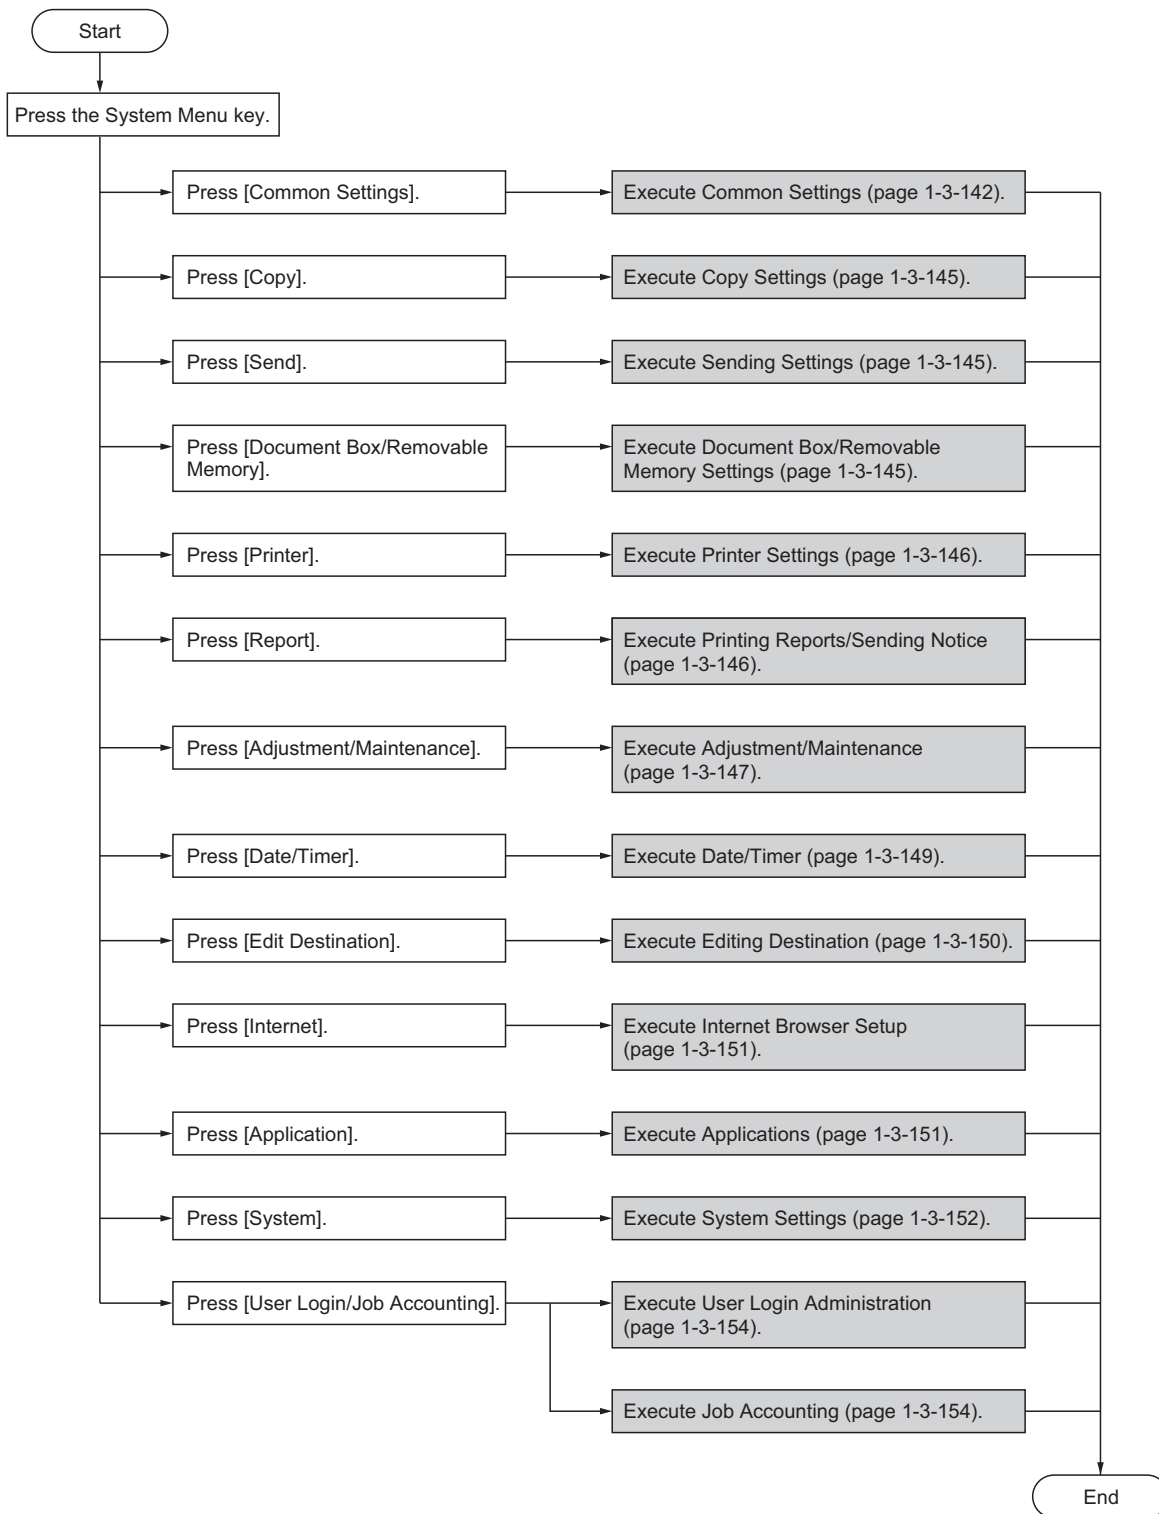 Start
Press the System Menu key.
Press [Common Settings].
Execute Common Settings (page 1-3-142).
Press [Copy].
Execute Copy Settings (page 1-3-145).
Press [Send].
Execute Sending Settings (page 1-3-145).
Press [Document Box/Removable
Memory].
Execute Document Box/Removable
Memory Settings (page 1-3-145).
Press [Printer].
Execute Printer Settings (page 1-3-146).
Press [Report].
Execute Printing Reports/Sending Notice
(page 1-3-146).
Press [Adjustment/Maintenance].
Execute Adjustment/Maintenance
(page 1-3-147).
Press [Date/Timer].
Execute Date/Timer (page 1-3-149).
Press [Edit Destination].
Execute Editing Destination (page 1-3-150).
Press [Internet].
Execute Internet Browser Setup
(page 1-3-151).
Press [Application].
Execute Applications (page 1-3-151).
Press [System].
Execute System Settings (page 1-3-152).
Press [User Login/Job Accounting].
Execute User Login Administration
(page 1-3-154).
Execute Job Accounting (page 1-3-154).
End